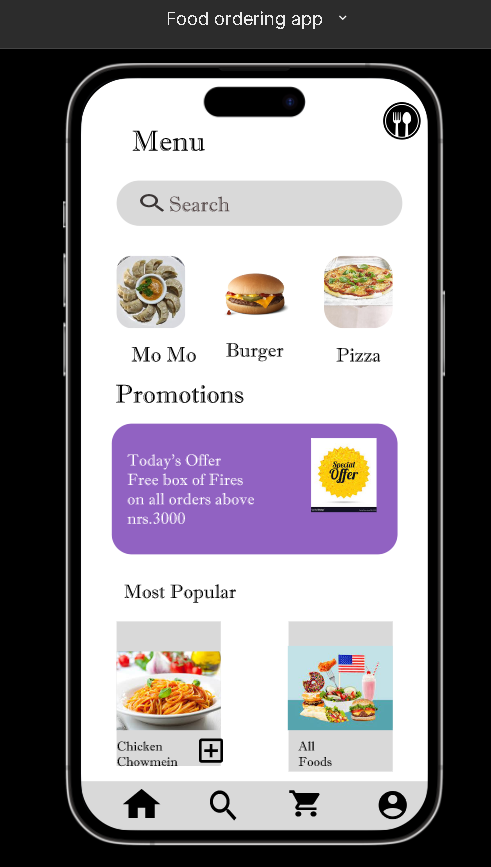 Food ordering app
Menu
Search
Mo Mo
Burger
Pizza
Promotions
Today's Offer
Free box of Fires
on all orders above
nrs.3000
Special
Offer
Most Popular
Chicken
Chowmein
All
Foods